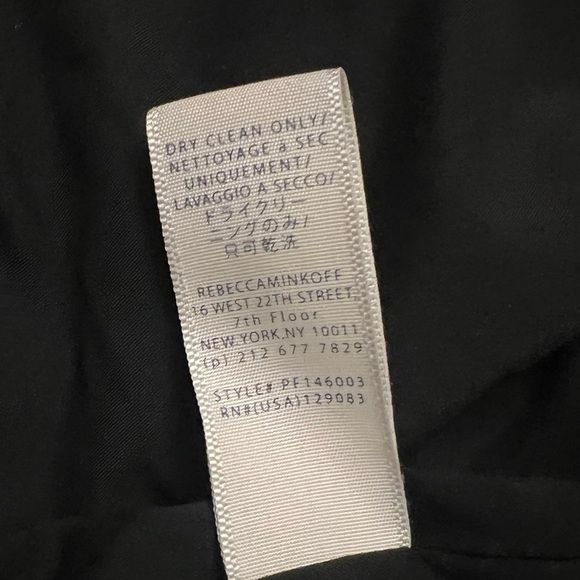 DRY CLEAN ONLY/
NETTOYAGE à SEC
UNIQUEMENT/
LAVAGGIO A SECCO/
ドライクリー
ニングのみ/
只可乾洗
REBECCAMINKOFF
16 WEST 22TH STREET,
7th Floor
NEW.YORK,NY 10011
(p) 212 677 7829
STYLE# PF146003
RN#(USA)129083